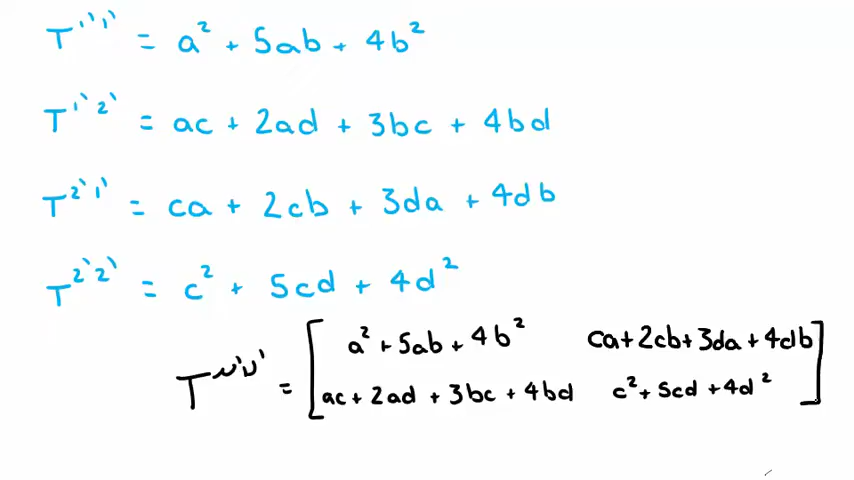 T^{1'1'} = a² + 5ab + 4b²
T^{1'2'} = ac + 2ad + 3bc + 4bd
T^{2'1'} = ca + 2cb + 3da + 4db
T^{2'2'} = c² + 5cd + 4d²
T^{μ'ν'} = [ a² + 5ab + 4b²   ca + 2cb + 3da + 4db ]
ac + 2ad + 3bc + 4bd   c² + 5cd + 4d²